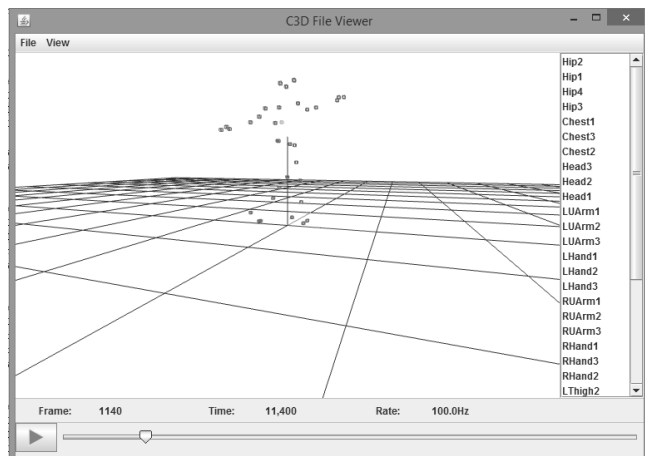 C3D File Viewer
File View
Hip2
Hip1
Hip4
Hip3
Chest1
Chest3
Chest2
Head3
Head2
Head1
LUArm1
LUArm2
LUArm3
LHand1
LHand2
LHand3
RUArm1
RUArm2
RUArm3
RHand1
RHand3
RHand2
LThigh2
Frame: 1140 Time: 11,400 Rate: 100.0Hz